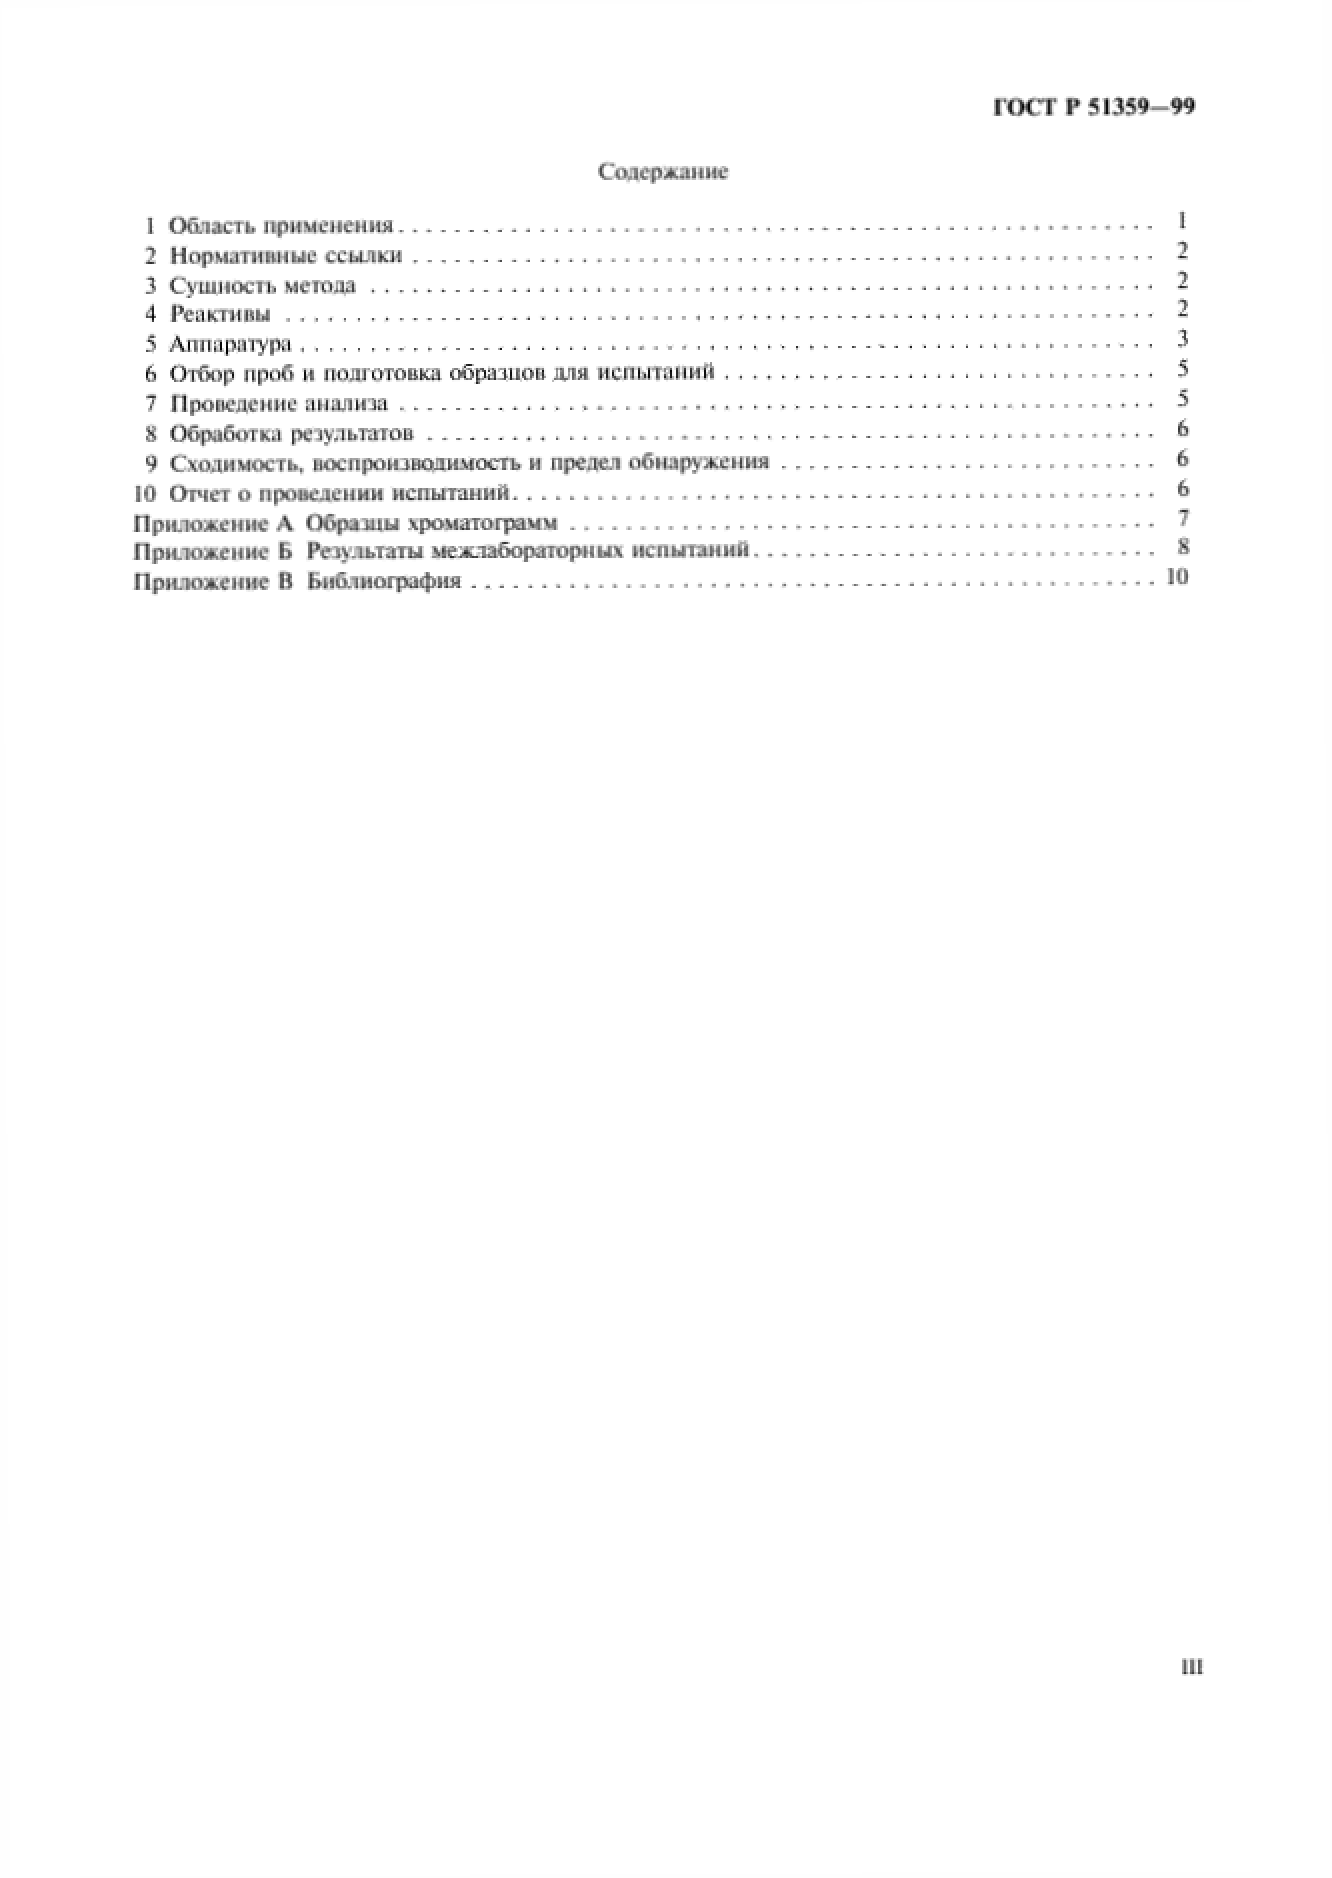 ГОСТ Р 51359—99
Содержание
1 Область применения . . . . . . . . . . . . . . . . . . . . 1
2 Нормативные ссылки . . . . . . . . . . . . . . . . . . . . 2
3 Сущность метода . . . . . . . . . . . . . . . . . . . . 2
4 Реактивы . . . . . . . . . . . . . . . . . . . . 2
5 Аппаратура . . . . . . . . . . . . . . . . . . . . 3
6 Отбор проб и подготовка образцов для испытаний . . . . . . . . . . . . . . . . . . . . 5
7 Проведение анализа . . . . . . . . . . . . . . . . . . . . 5
8 Обработка результатов . . . . . . . . . . . . . . . . . . . . 6
9 Сходимость, воспроизводимость и предел обнаружения . . . . . . . . . . . . . . . . . . . . 6
10 Отчет о проведении испытаний . . . . . . . . . . . . . . . . . . . . 6
Приложение А Образцы хроматограмм . . . . . . . . . . . . . . . . . . . . 7
Приложение Б Результаты межлабораторных испытаний . . . . . . . . . . . . . . . . . . . . 8
Приложение В Библиография . . . . . . . . . . . . . . . . . . . . 10
III